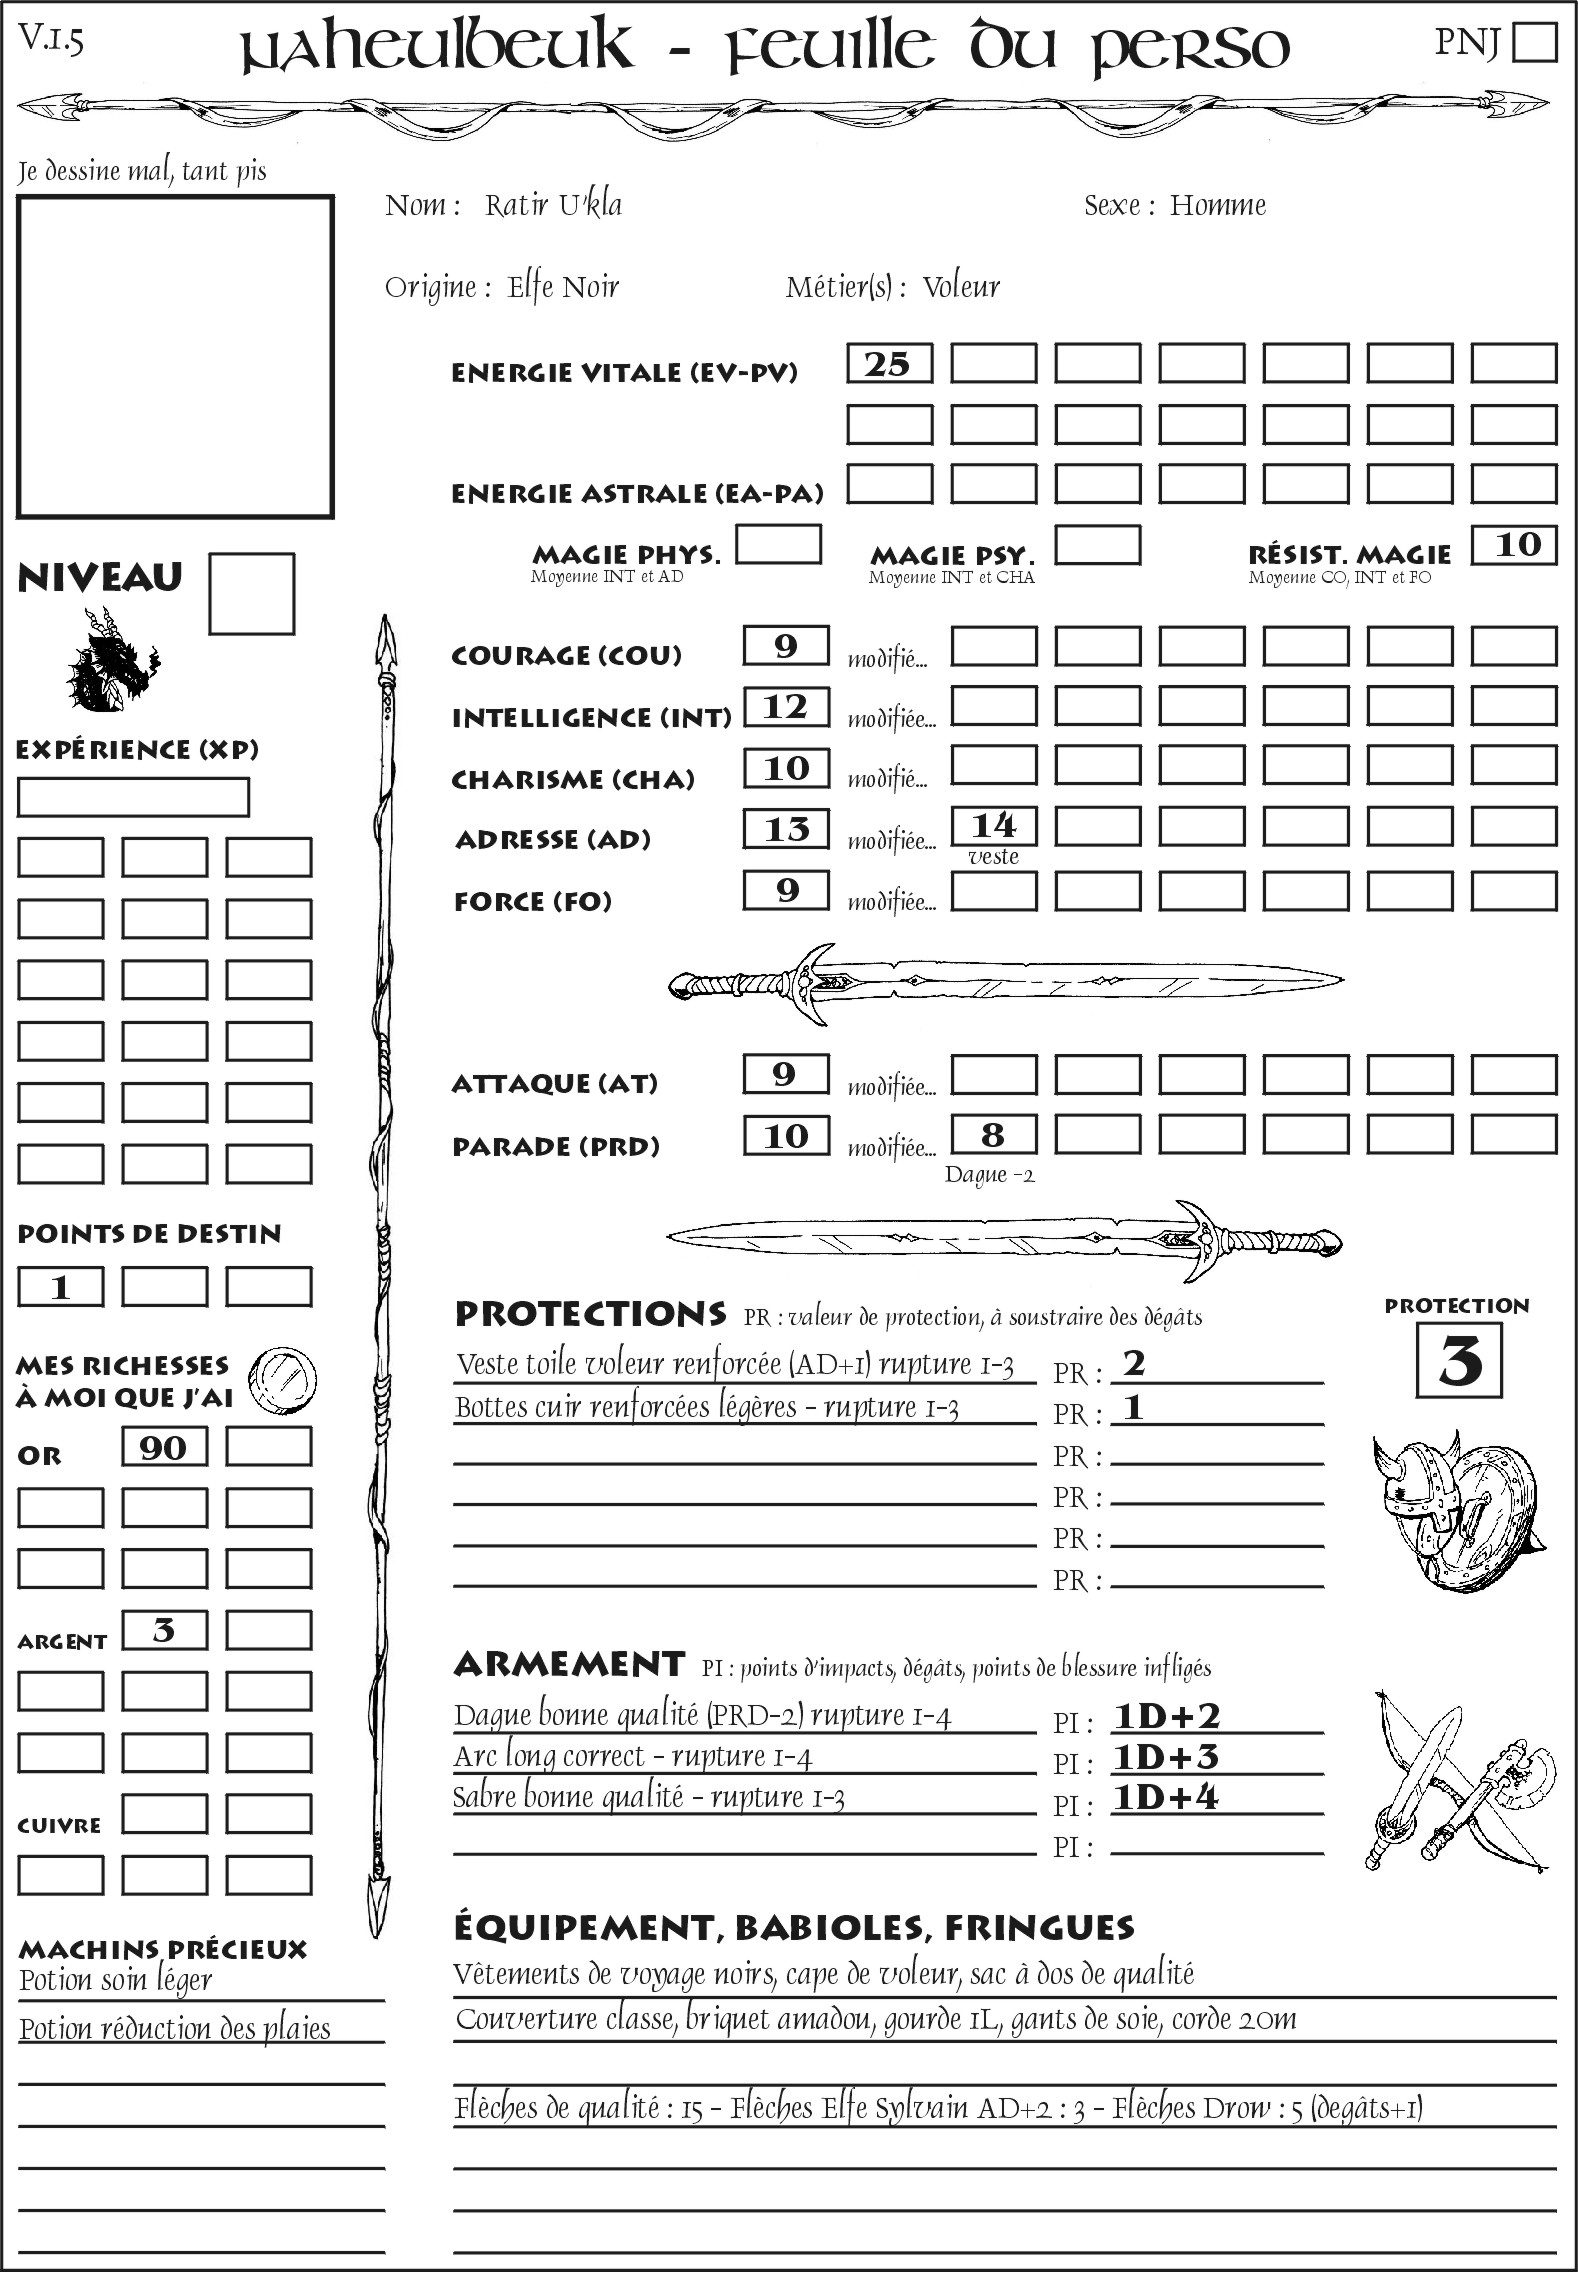 V.1.5
Naheulbeuk - Feuille du perso
PNJ
Je dessine mal, tant pis
Nom : Ratir U'kla
Sexe : Homme
Origine : Elfe Noir
Métier(s) : Voleur
ENERGIE VITALE (EV-PV) 25
ENERGIE ASTRALE (EA-PA)
MAGIE PHYS.
Moyenne INT et AD
MAGIE PSY.
Moyenne INT et CHA
RÉSIST. MAGIE 10
Moyenne CO, INT et FO
NIVEAU
COURAGE (COU) 9 modifié...
INTELLIGENCE (INT) 12 modifiée...
CHARISME (CHA) 10 modifié...
ADRESSE (AD) 13 modifiée... 14
veste
FORCE (FO) 9 modifiée...
EXPÉRIENCE (XP)
ATTAQUE (AT) 9 modifiée...
PARADE (PRD) 10 modifiée... 8
Dague -2
POINTS DE DESTIN
1
MES RICHESSES
À MOI QUE J'AI
OR 90
ARGENT 3
CUIVRE
MACHINS PRÉCIEUX
Potion soin léger
Potion réduction des plaies
PROTECTIONS PR : valeur de protection, à soustraire des dégâts
PROTECTION
3
Veste toile voleur renforcée (AD+1) rupture 1-3 PR : 2
Bottes cuir renforcées légères - rupture 1-3 PR : 1
PR :
PR :
PR :
PR :
ARMEMENT PI : points d'impacts, dégâts, points de blessure infligés
Dague bonne qualité (PRD-2) rupture 1-4 PI : 1D+2
Arc long correct - rupture 1-4 PI : 1D+3
Sabre bonne qualité - rupture 1-3 PI : 1D+4
PI :
ÉQUIPEMENT, BABIOLES, FRINGUES
Vêtements de voyage noirs, cape de voleur, sac à dos de qualité
Couverture classe, briquet amadou, gourde 1L, gants de soie, corde 20m
Flèches de qualité : 15 - Flèches Elfe Sylvain AD+2 : 3 - Flèches Drow : 5 (degâts+1)